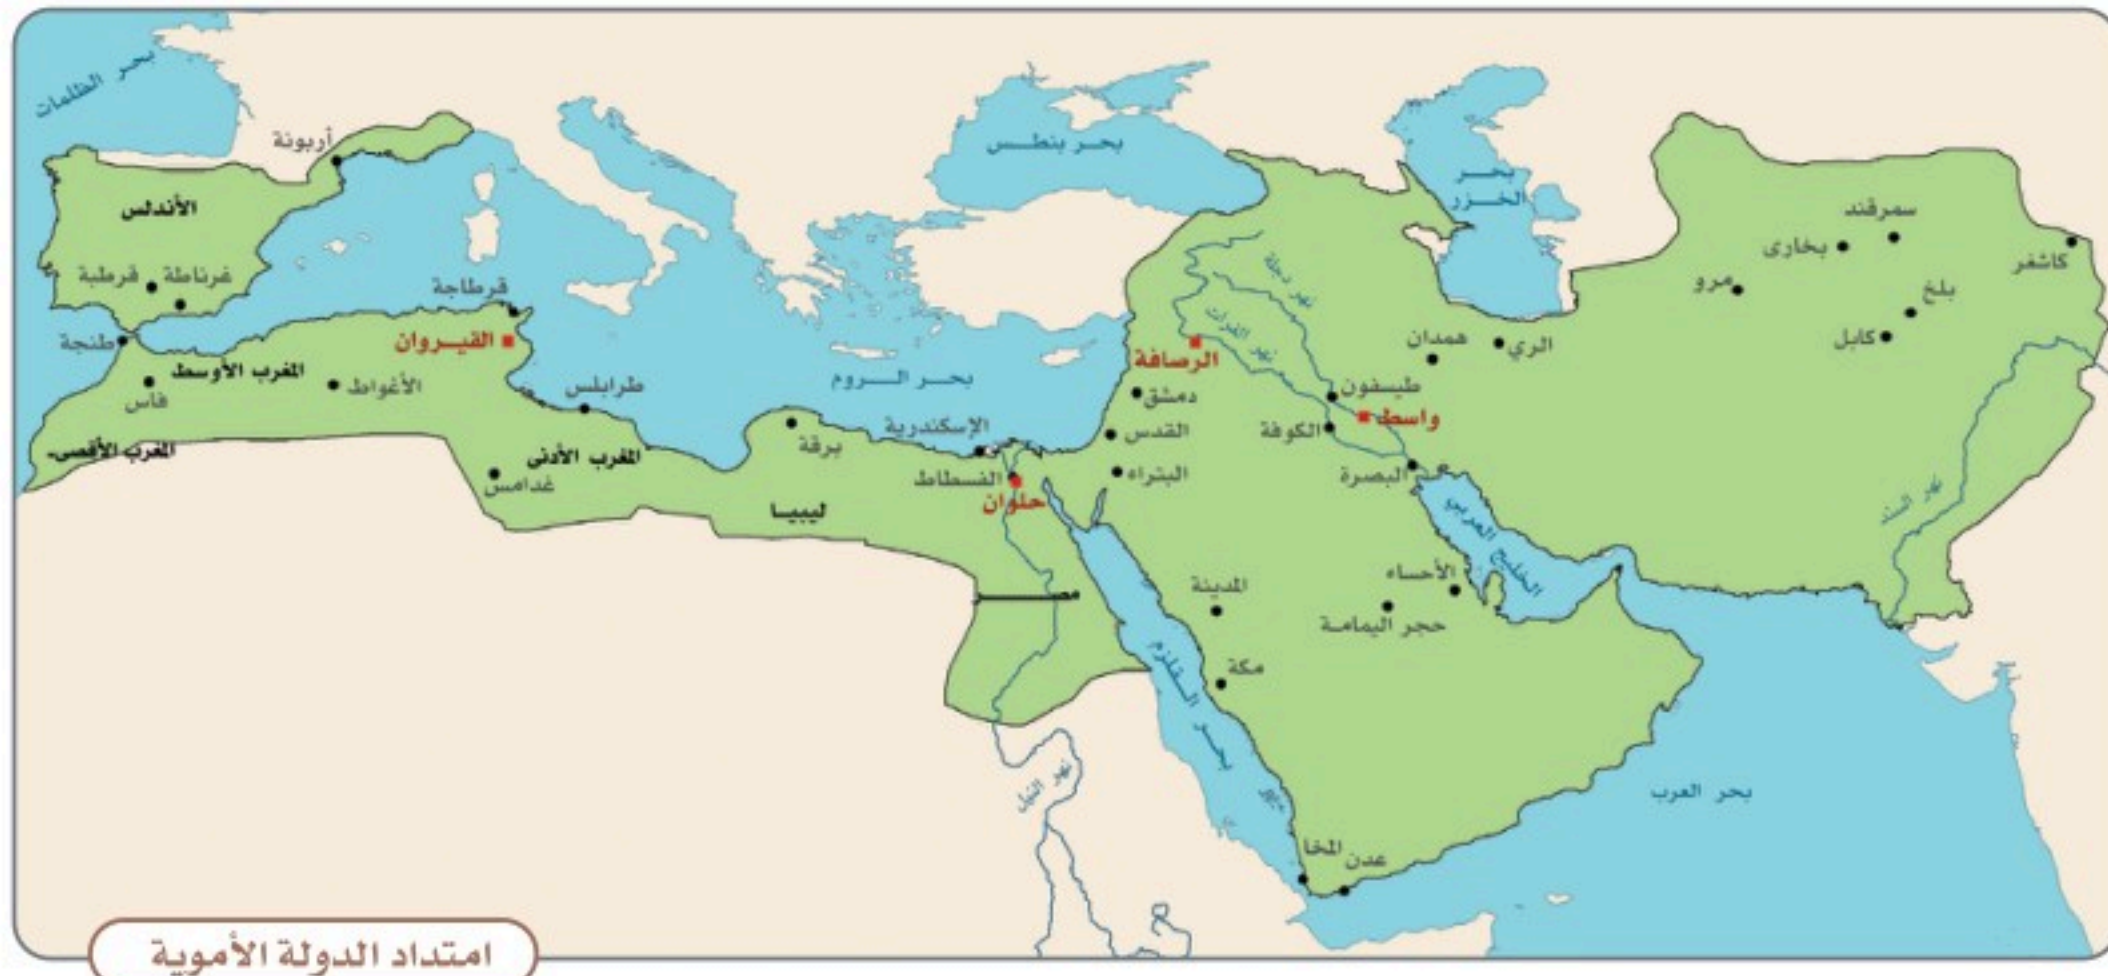 بحر الظلمات
أربونة
الأندلس
قرطبة
غرناطة
طنجة
قرطاجة
القيروان
المغرب الأوسط
فاس
الأغواط
المغرب الأقصى
غدامس
المغرب الأدنى
طرابلس
برقة
ليبيا
بحر الروم
الإسكندرية
الفسطاط
حلوان
مصر
نهر النيل
بحر بنطس
بحر
الخزر
نهر دجلة
نهر الفرات
الرصافة
دمشق
القدس
البتراء
همدان
الري
طيسفون
واسط
الكوفة
البصرة
الخليج العربي
الأحساء
حجر اليمامة
المدينة
مكة
بحر القلزم
المخا
عدن
بحر العرب
سمرقند
بخارى
كاشغر
مرو
بلخ
كابل
نهر السند
امتداد الدولة الأموية